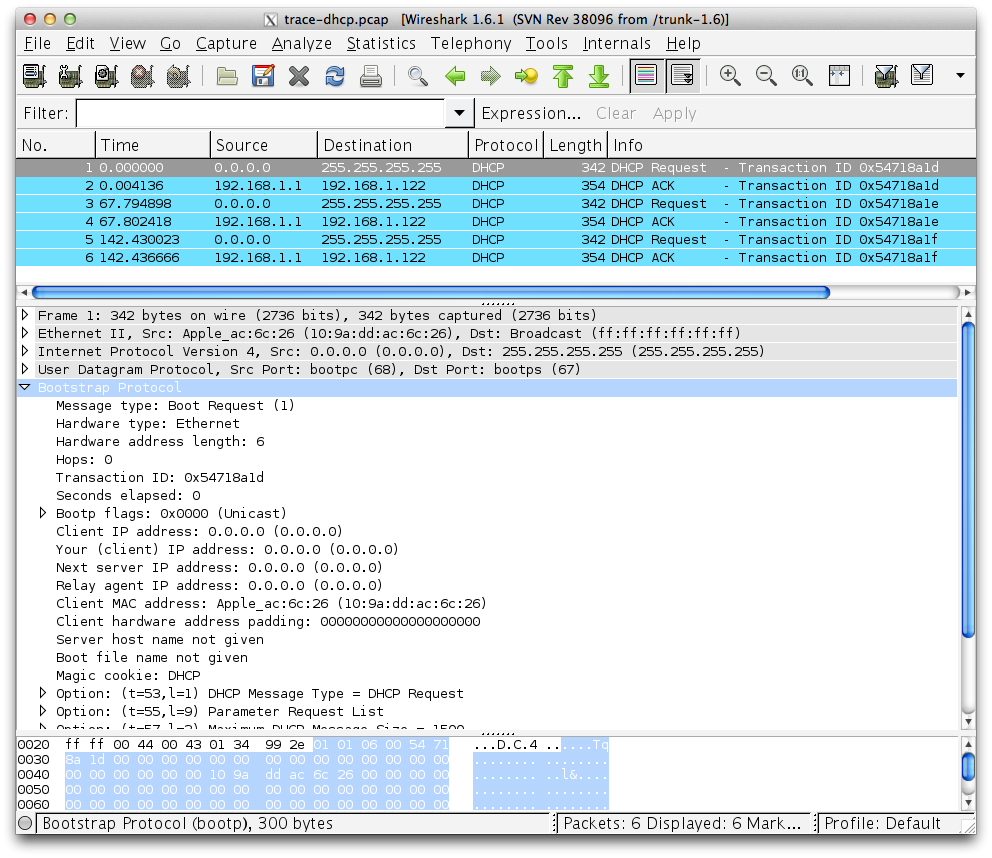 trace-dhcp.pcap [Wireshark 1.6.1 (SVN Rev 38096 from /trunk-1.6)]
File Edit View Go Capture Analyze Statistics Telephony Tools Internals Help
Filter: Expression... Clear Apply
No. Time Source Destination Protocol Length Info
1 0.000000 0.0.0.0 255.255.255.255 DHCP 342 DHCP Request - Transaction ID 0x54718a1d
2 0.004136 192.168.1.1 192.168.1.122 DHCP 354 DHCP ACK - Transaction ID 0x54718a1d
3 67.794898 0.0.0.0 255.255.255.255 DHCP 342 DHCP Request - Transaction ID 0x54718a1e
4 67.802418 192.168.1.1 192.168.1.122 DHCP 354 DHCP ACK - Transaction ID 0x54718a1e
5 142.430023 0.0.0.0 255.255.255.255 DHCP 342 DHCP Request - Transaction ID 0x54718a1f
6 142.436666 192.168.1.1 192.168.1.122 DHCP 354 DHCP ACK - Transaction ID 0x54718a1f
Frame 1: 342 bytes on wire (2736 bits), 342 bytes captured (2736 bits)
Ethernet II, Src: Apple_ac:6c:26 (10:9a:dd:ac:6c:26), Dst: Broadcast (ff:ff:ff:ff:ff:ff)
Internet Protocol Version 4, Src: 0.0.0.0 (0.0.0.0), Dst: 255.255.255.255 (255.255.255.255)
User Datagram Protocol, Src Port: bootpc (68), Dst Port: bootps (67)
Bootstrap Protocol
Message type: Boot Request (1)
Hardware type: Ethernet
Hardware address length: 6
Hops: 0
Transaction ID: 0x54718a1d
Seconds elapsed: 0
Bootp flags: 0x0000 (Unicast)
Client IP address: 0.0.0.0 (0.0.0.0)
Your (client) IP address: 0.0.0.0 (0.0.0.0)
Next server IP address: 0.0.0.0 (0.0.0.0)
Relay agent IP address: 0.0.0.0 (0.0.0.0)
Client MAC address: Apple_ac:6c:26 (10:9a:dd:ac:6c:26)
Client hardware address padding: 00000000000000000000
Server host name not given
Boot file name not given
Magic cookie: DHCP
Option: (t=53,l=1) DHCP Message Type = DHCP Request
Option: (t=55,l=9) Parameter Request List
Option: (t=57,l=2) Maximum DHCP Message Size = 1500
0020 ff ff 00 44 00 43 01 34 99 2e 01 01 06 00 54 71 ...D.C.4 ......Tq
0030 8a 1d 00 00 00 00 00 00 00 00 00 00 00 00 00 00 ........ ........
0040 00 00 00 00 00 00 10 9a dd ac 6c 26 00 00 00 00 ........ ..l&....
0050 00 00 00 00 00 00 00 00 00 00 00 00 00 00 00 00 ........ ........
0060 00 00 00 00 00 00 00 00 00 00 00 00 00 00 00 00 ........ ........
Bootstrap Protocol (bootp), 300 bytes Packets: 6 Displayed: 6 Mark... Profile: Default